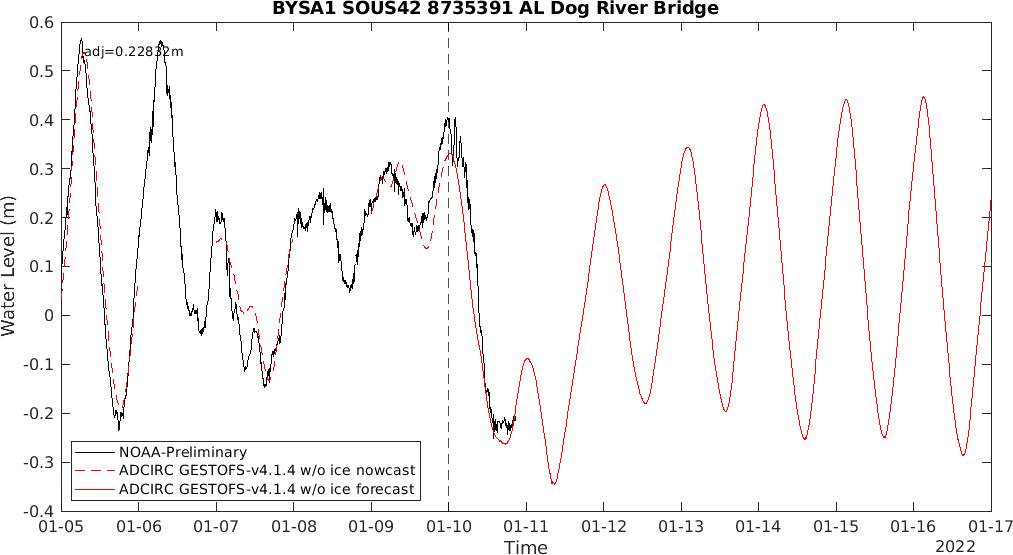 BYSA1 SOUS42 8735391 AL Dog River Bridge
adj=0.22832m
0.6
0.5
0.4
0.3
0.2
0.1
0
-0.1
-0.2
-0.3
-0.4
Water Level (m)
NOAA-Preliminary
ADCIRC GESTOFS-v4.1.4 w/o ice nowcast
ADCIRC GESTOFS-v4.1.4 w/o ice forecast
01-05 01-06 01-07 01-08 01-09 01-10 01-11 01-12 01-13 01-14 01-15 01-16 01-17
Time
2022